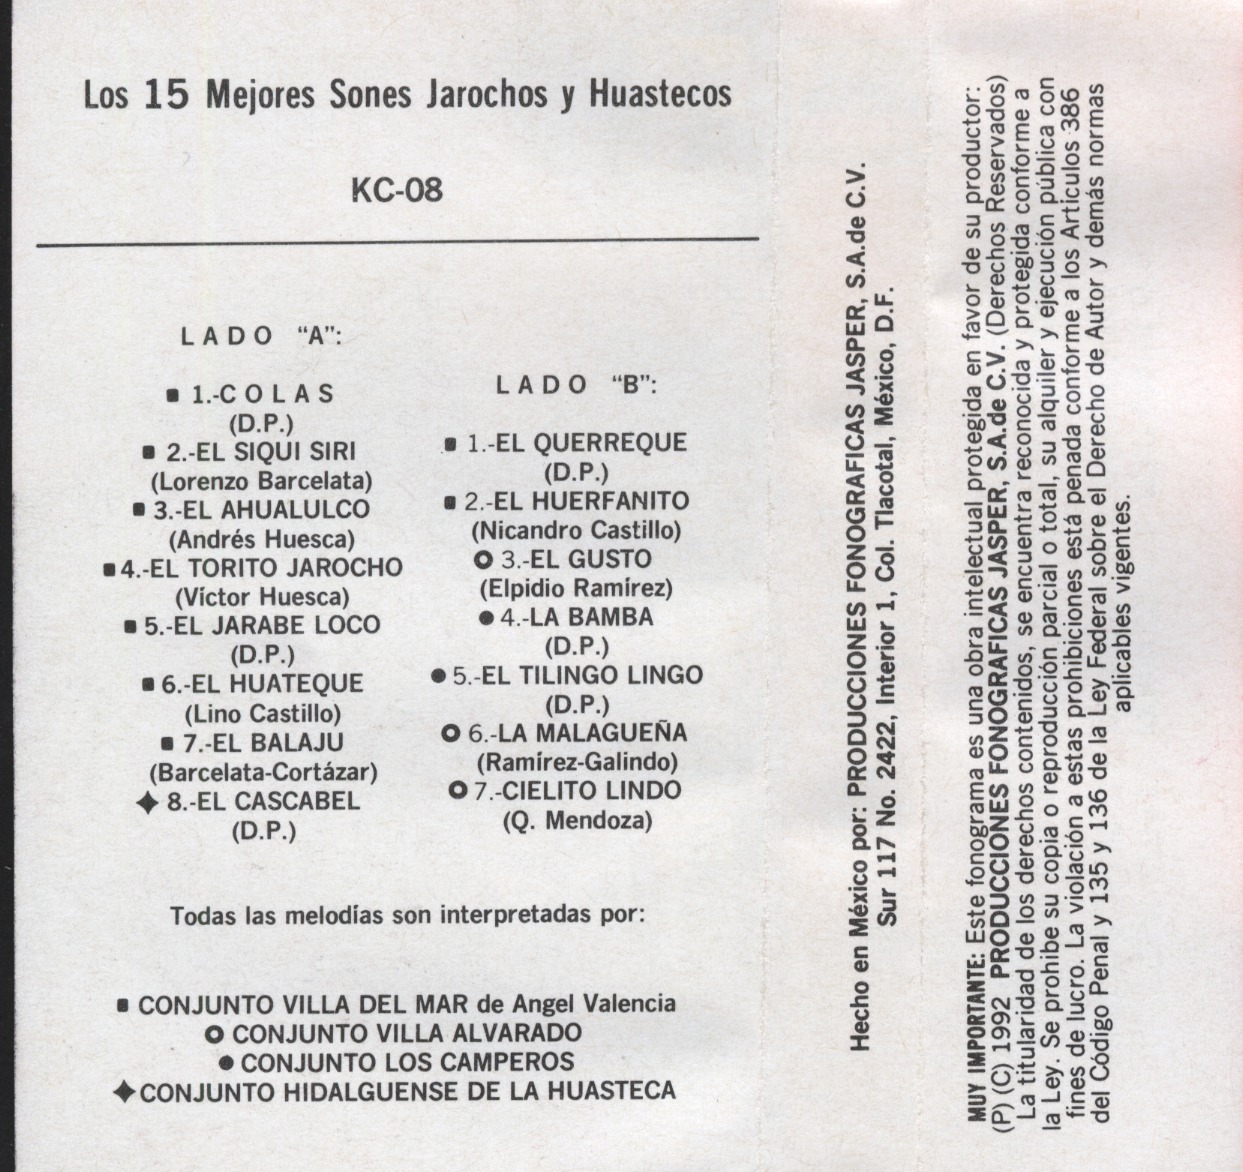 Los 15 Mejores Sones Jarochos y Huastecos
KC-08
LADO "A":
■ 1.-COLAS
(D.P.)
■ 2.-EL SIQUI SIRI
(Lorenzo Barcelata)
■ 3.-EL AHUALULCO
(Andrés Huesca)
■ 4.-EL TORITO JAROCHO
(Víctor Huesca)
■ 5.-EL JARABE LOCO
(D.P.)
■ 6.-EL HUATEQUE
(Lino Castillo)
■ 7.-EL BALAJU
(Barcelata-Cortázar)
◆ 8.-EL CASCABEL
(D.P.)
LADO "B":
■ 1.-EL QUERREQUE
(D.P.)
■ 2.-EL HUERFANITO
(Nicandro Castillo)
○ 3.-EL GUSTO
(Elpidio Ramírez)
● 4.-LA BAMBA
(D.P.)
● 5.-EL TILINGO LINGO
(D.P.)
○ 6.-LA MALAGUEÑA
(Ramírez-Galindo)
○ 7.-CIELITO LINDO
(Q. Mendoza)
Todas las melodías son interpretadas por:
■ CONJUNTO VILLA DEL MAR de Angel Valencia
○ CONJUNTO VILLA ALVARADO
● CONJUNTO LOS CAMPEROS
◆ CONJUNTO HIDALGUENSE DE LA HUASTECA
Hecho en México por: PRODUCCIONES FONOGRAFICAS JASPER, S.A.de C.V.
Sur 117 No. 2422, Interior 1, Col. Tlacotal, México, D.F.
MUY IMPORTANTE: Este fonograma es una obra intelectual protegida en favor de su productor:
(P) (C) 1992 PRODUCCIONES FONOGRAFICAS JASPER, S.A.de C.V. (Derechos Reservados)
La titularidad de los derechos contenidos, se encuentra reconocida y protegida conforme a
la Ley. Se prohibe su copia o reproducción parcial o total, su alquiler y ejecución pública con
fines de lucro. La violación a estas prohibiciones está penada conforme a los Artículos 386
del Código Penal y 135 y 136 de la Ley Federal sobre el Derecho de Autor y demás normas
aplicables vigentes.